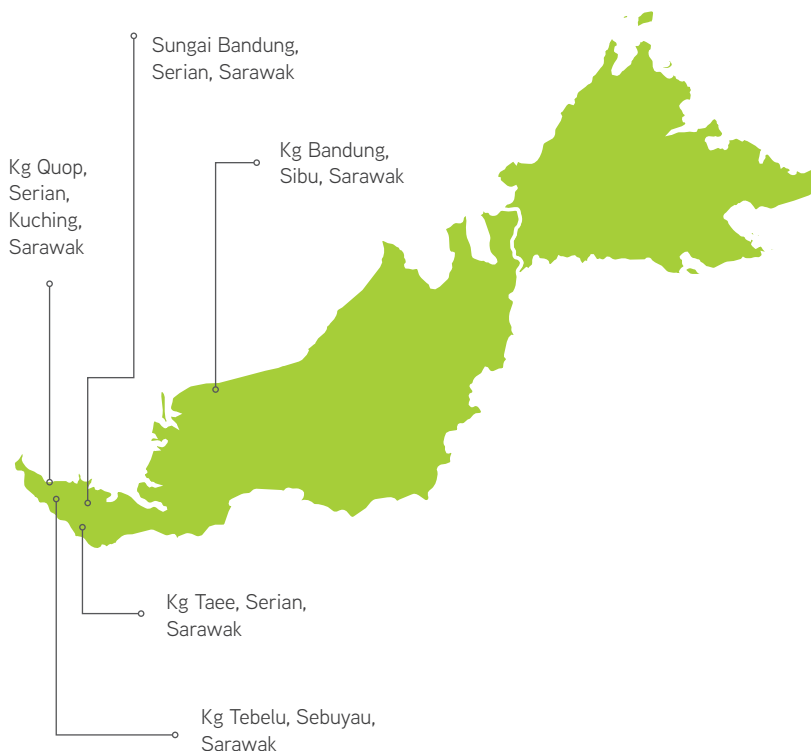 Sungai Bandung,
Serian, Sarawak
Kg Bandung,
Sibu, Sarawak
Kg Quop,
Serian,
Kuching,
Sarawak
Kg Taee, Serian,
Sarawak
Kg Tebelu, Sebuyau,
Sarawak